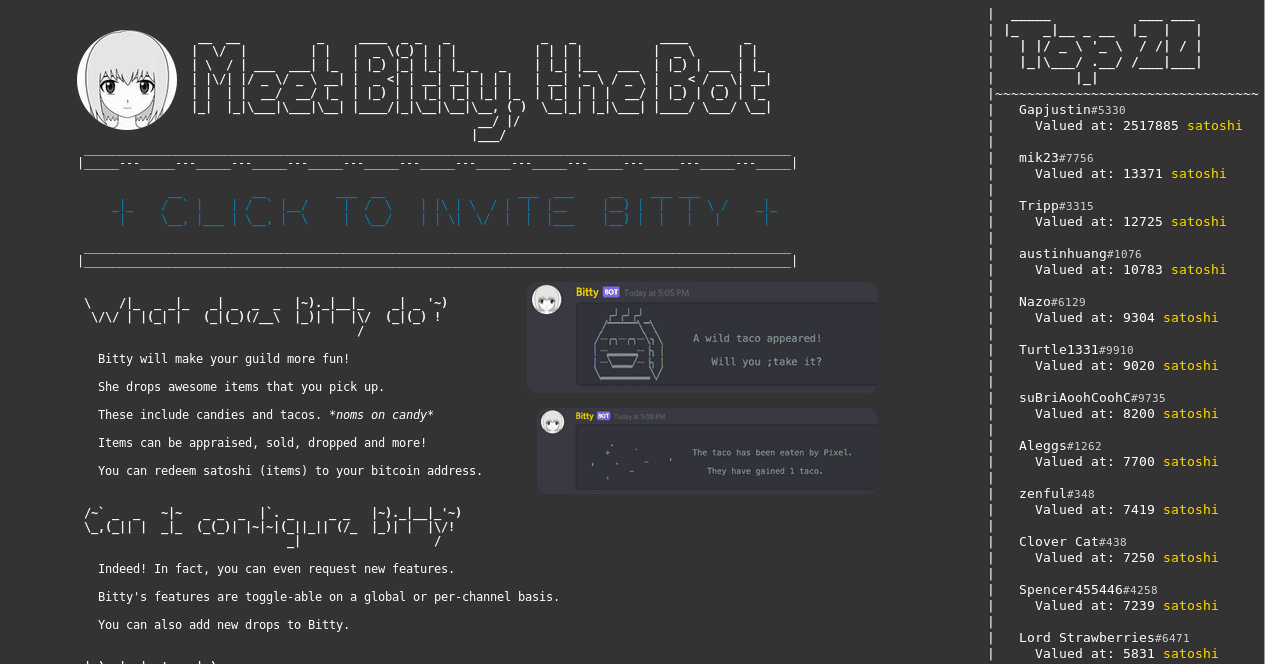 Meet Bitty, the Bot
+ CLICK TO INVITE BITTY +
What does Bitty do?
Bitty will make your guild more fun!
She drops awesome items that you pick up.
These include candies and tacos. *noms on candy*
Items can be appraised, sold, dropped and more!
You can redeem satoshi (items) to your bitcoin address.
Bitty BOT Today at 5:05 PM
A wild taco appeared!
Will you ;take it?
Bitty BOT Today at 5:08 PM
The taco has been eaten by Pixel.
They have gained 1 taco.
Can I configure Bitty?
Indeed! In fact, you can even request new features.
Bitty's features are toggle-able on a global or per-channel basis.
You can also add new drops to Bitty.
Top 21
Gapjustin#5330
Valued at: 2517885 satoshi
mik23#7756
Valued at: 13371 satoshi
Tripp#3315
Valued at: 12725 satoshi
austinhuang#1076
Valued at: 10783 satoshi
Nazo#6129
Valued at: 9304 satoshi
Turtle1331#9910
Valued at: 9020 satoshi
suBriAoohCoohC#9735
Valued at: 8200 satoshi
Aleggs#1262
Valued at: 7700 satoshi
zenful#348
Valued at: 7419 satoshi
Clover Cat#438
Valued at: 7250 satoshi
Spencer455446#4258
Valued at: 7239 satoshi
Lord Strawberries#6471
Valued at: 5831 satoshi